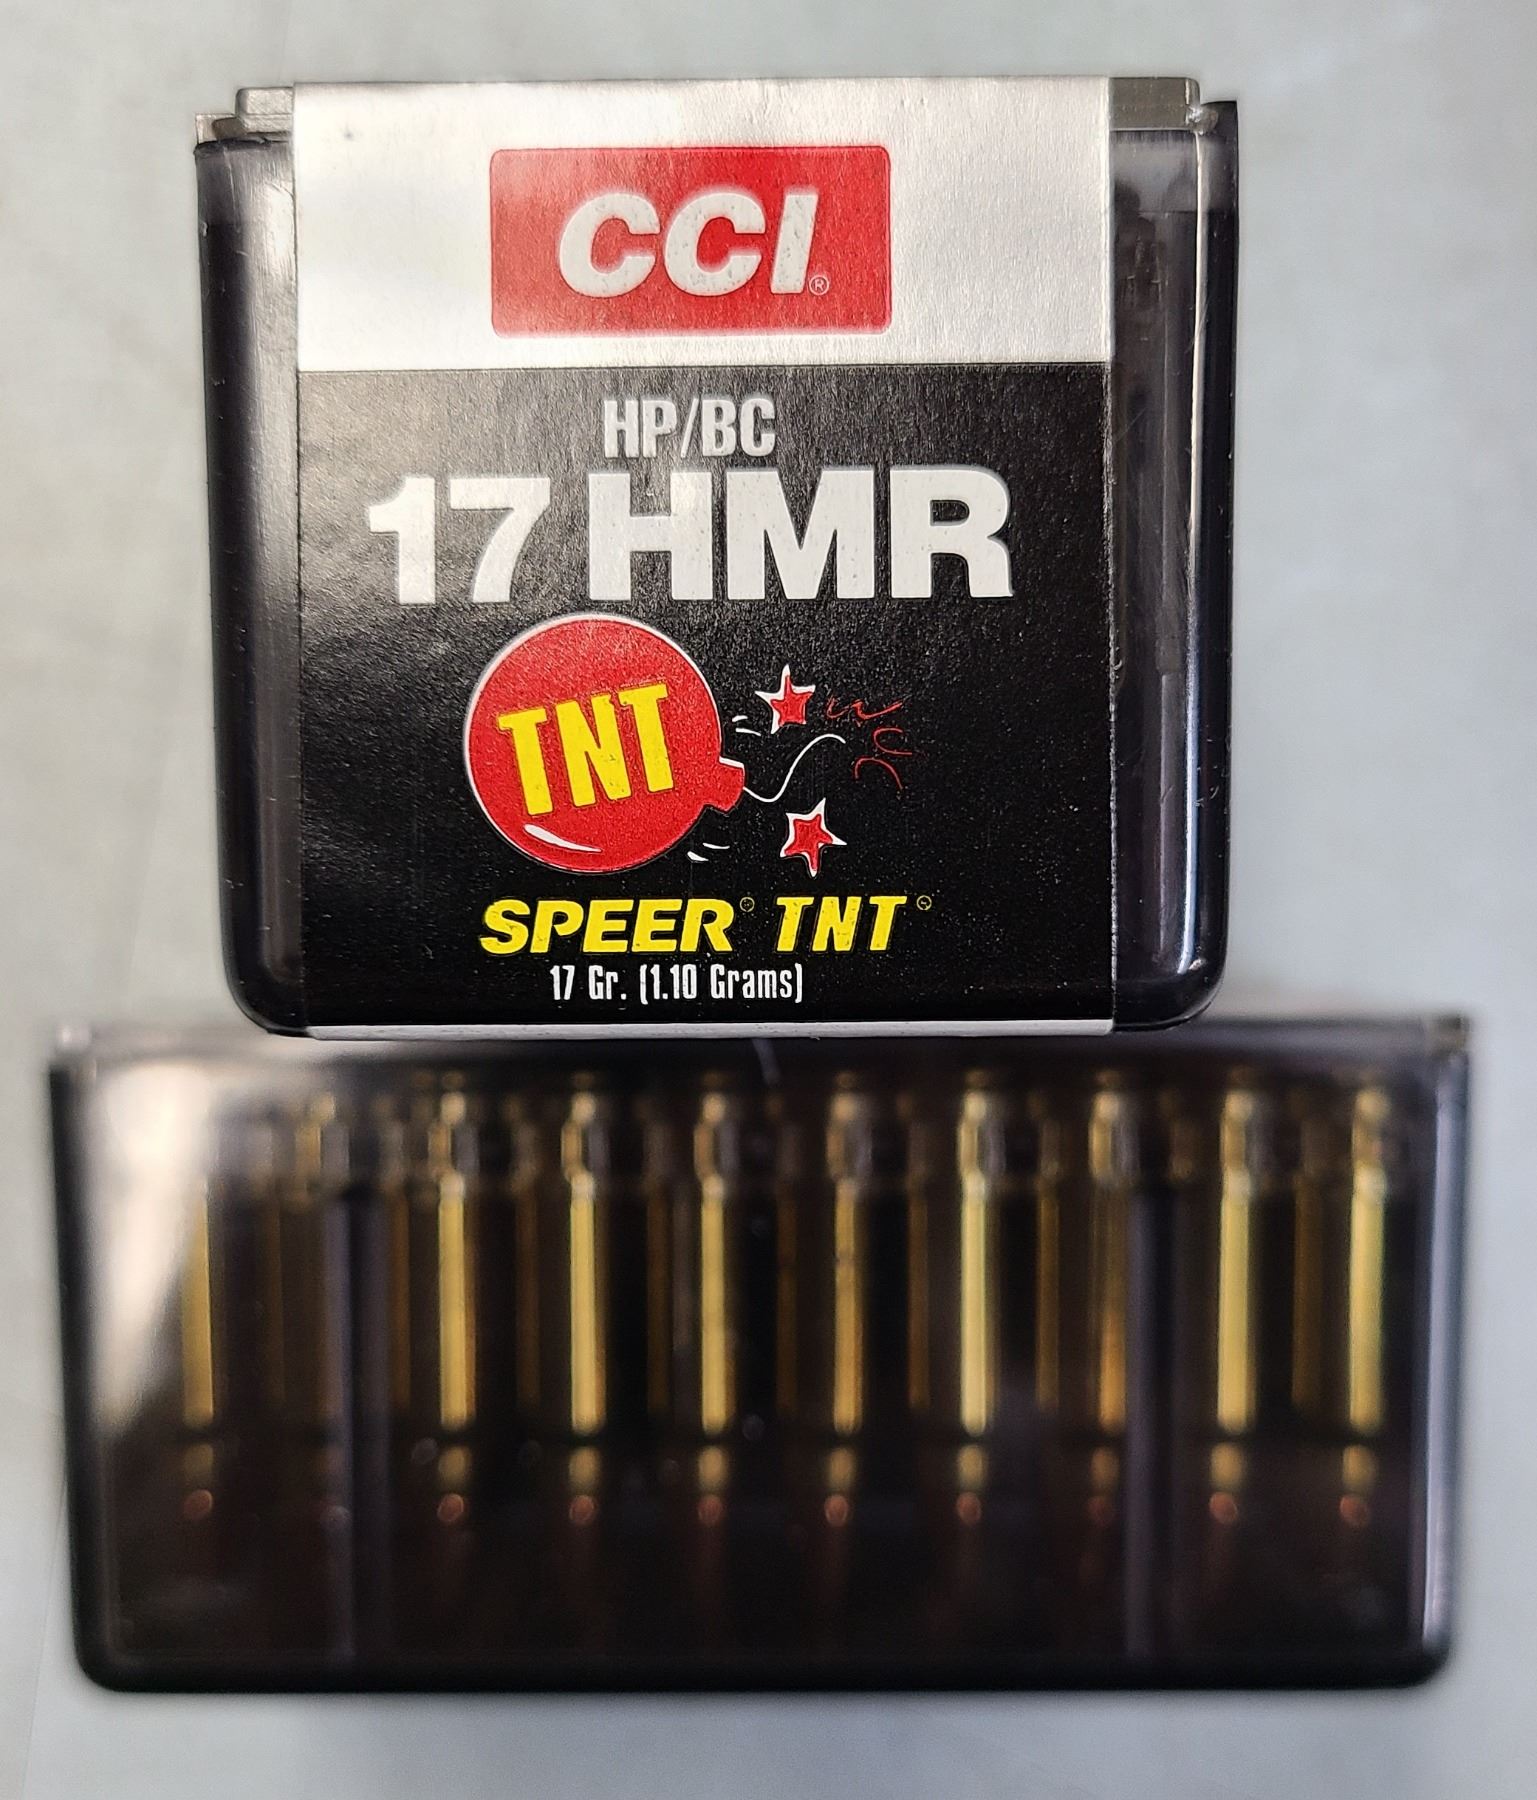 CCI®
HP/BC
17 HMR
TNT
SPEER® TNT®
17 Gr. (1.10 Grams)